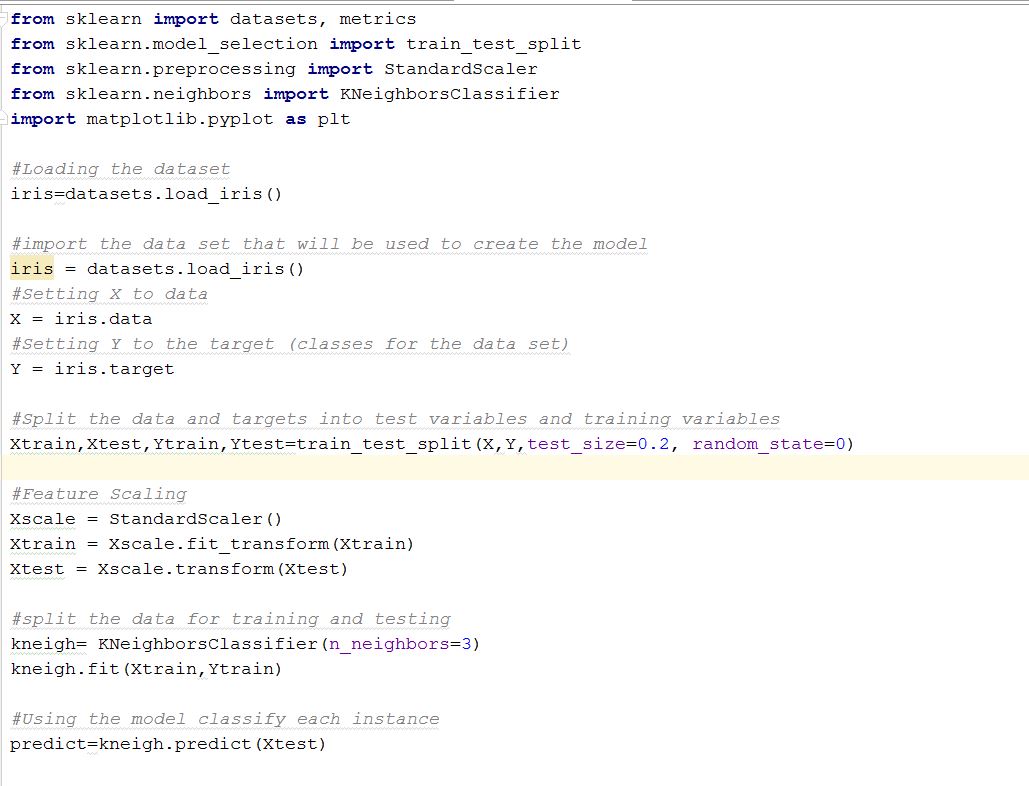 from sklearn import datasets, metrics
from sklearn.model_selection import train_test_split
from sklearn.preprocessing import StandardScaler
from sklearn.neighbors import KNeighborsClassifier
import matplotlib.pyplot as plt
#Loading the dataset
iris=datasets.load_iris()
#import the data set that will be used to create the model
iris = datasets.load_iris()
#Setting X to data
X = iris.data
#Setting Y to the target (classes for the data set)
Y = iris.target
#Split the data and targets into test variables and training variables
Xtrain,Xtest,Ytrain,Ytest=train_test_split(X,Y,test_size=0.2, random_state=0)
#Feature Scaling
Xscale = StandardScaler()
Xtrain = Xscale.fit_transform(Xtrain)
Xtest = Xscale.transform(Xtest)
#split the data for training and testing
kneigh= KNeighborsClassifier(n_neighbors=3)
kneigh.fit(Xtrain,Ytrain)
#Using the model classify each instance
predict=kneigh.predict(Xtest)